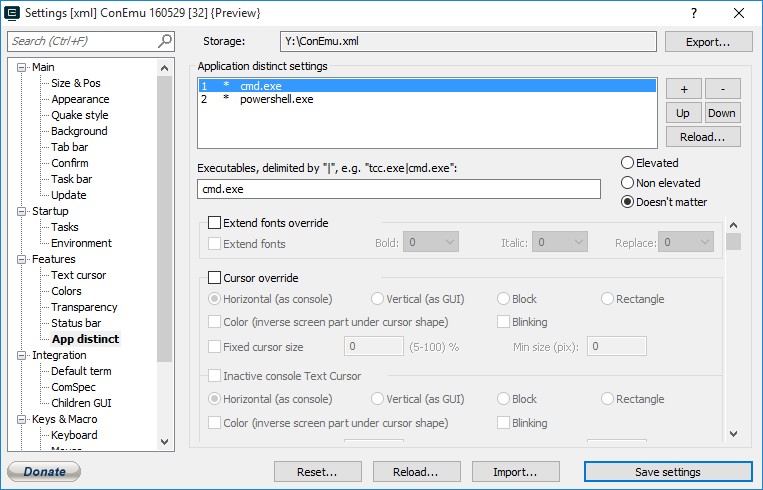 Settings [xml] ConEmu 160529 [32] {Preview}
?
Search (Ctrl+F)
Main
Size & Pos
Appearance
Quake style
Background
Tab bar
Confirm
Task bar
Update
Startup
Tasks
Environment
Features
Text cursor
Colors
Transparency
Status bar
App distinct
Integration
Default term
ComSpec
Children GUI
Keys & Macro
Keyboard
Storage: Y:\ConEmu.xml Export...
Application distinct settings
1 * cmd.exe
2 * powershell.exe
+ -
Up Down
Reload...
Executables, delimited by "|", e.g. "tcc.exe|cmd.exe":
cmd.exe
Elevated
Non elevated
Doesn't matter
Extend fonts override
Extend fonts Bold: 0 Italic: 0 Replace: 0
Cursor override
Horizontal (as console) Vertical (as GUI) Block Rectangle
Color (inverse screen part under cursor shape) Blinking
Fixed cursor size 0 (5-100) % Min size (pix): 0
Inactive console Text Cursor
Horizontal (as console) Vertical (as GUI) Block Rectangle
Color (inverse screen part under cursor shape) Blinking
Donate Reset... Reload... Import... Save settings